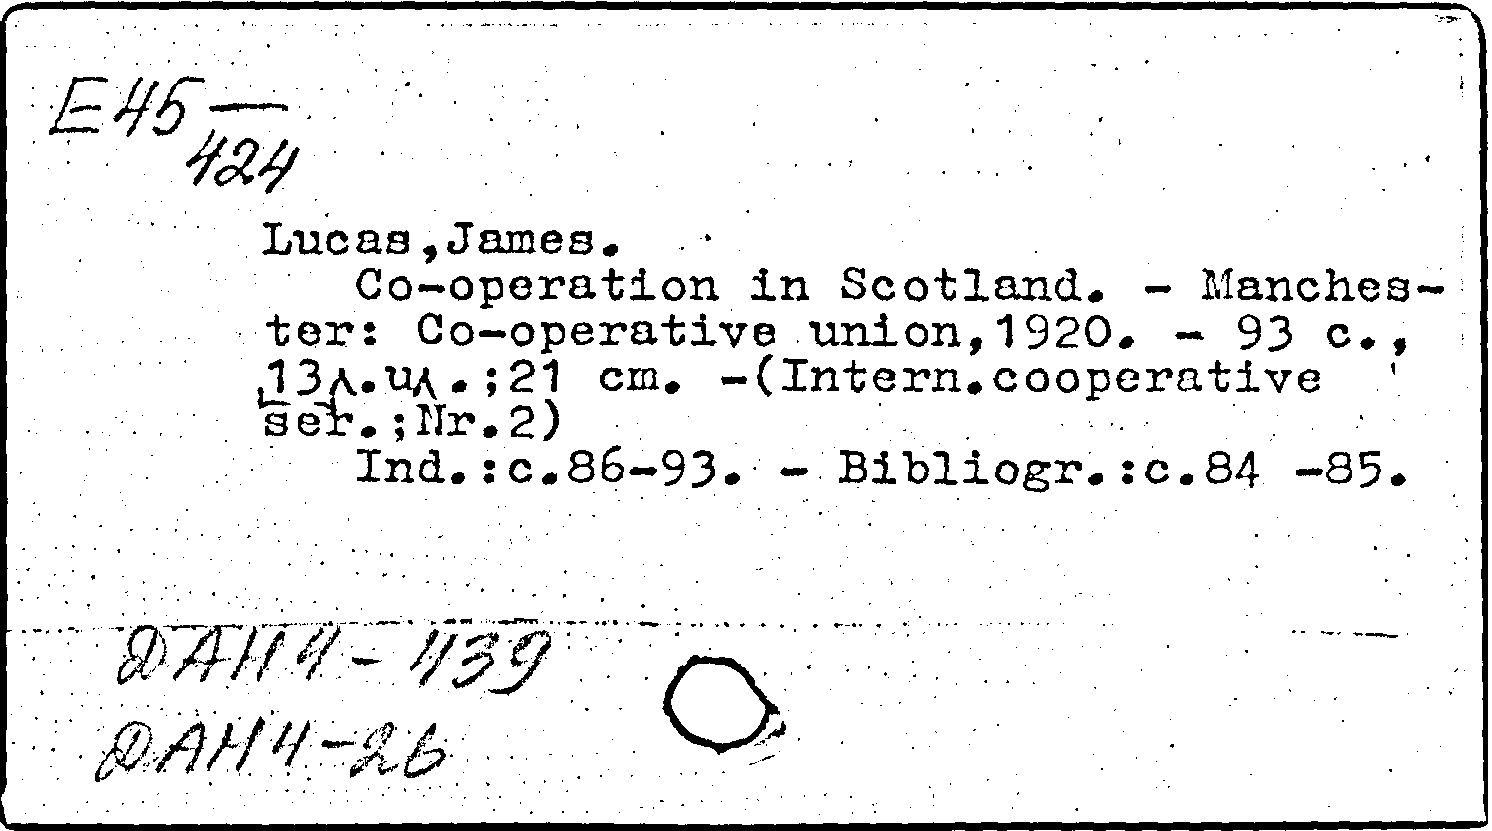 E45—
424
Lucas,James.
Co-operation in Scotland. - Manches-
ter: Co-operative union,1920. - 93 c.,
13л.ил.;21 cm. -(Intern.cooperative
ser.;Nr.2)
Ind.:c.86-93. - Bibliogr.:c.84 -85.
ДАН4-439
ДАН4-26